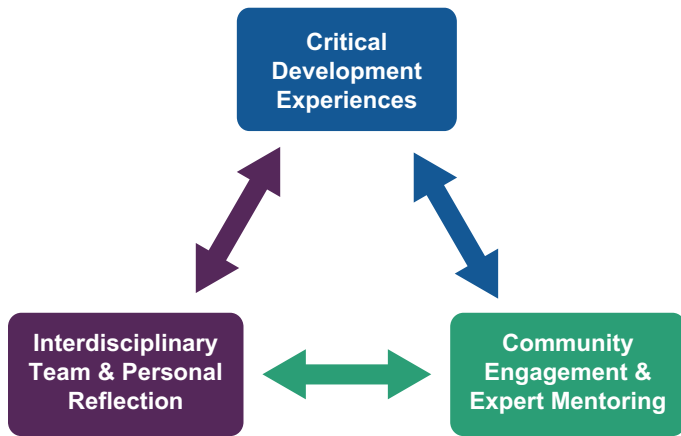 Critical
Development
Experiences
Interdisciplinary
Team & Personal
Reflection
Community
Engagement &
Expert Mentoring